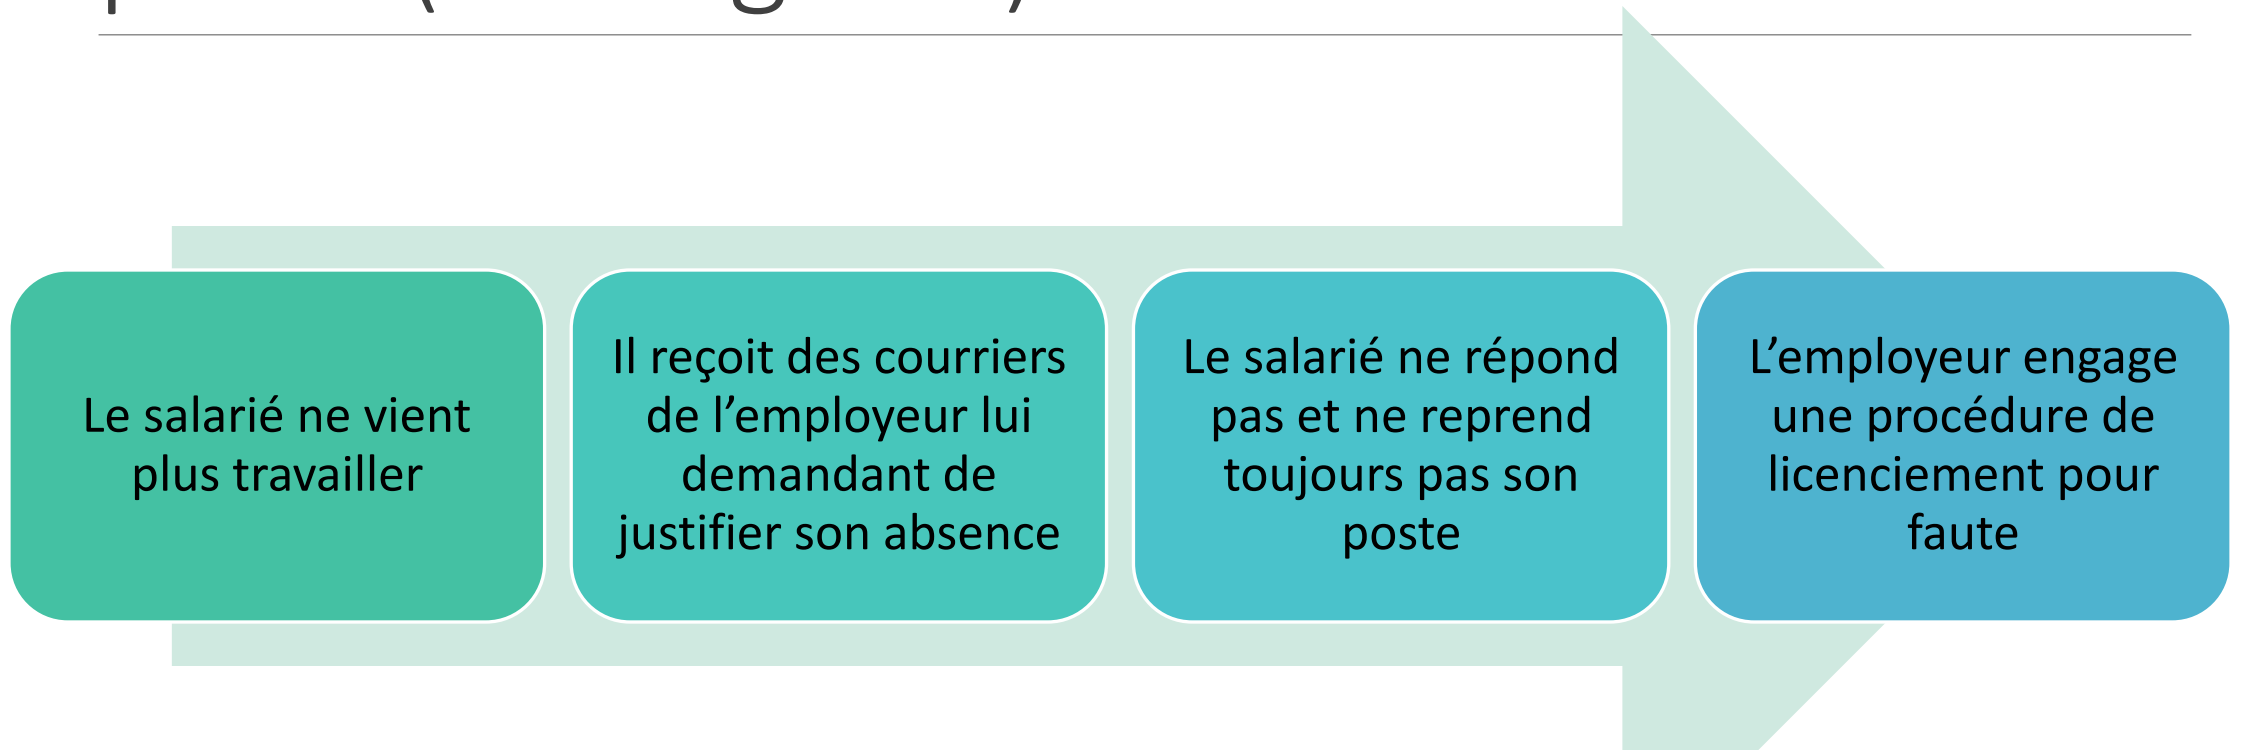 Le salarié ne vient
plus travailler
Il reçoit des courriers
de l’employeur lui
demandant de
justifier son absence
Le salarié ne répond
pas et ne reprend
toujours pas son
poste
L’employeur engage
une procédure de
licenciement pour
faute